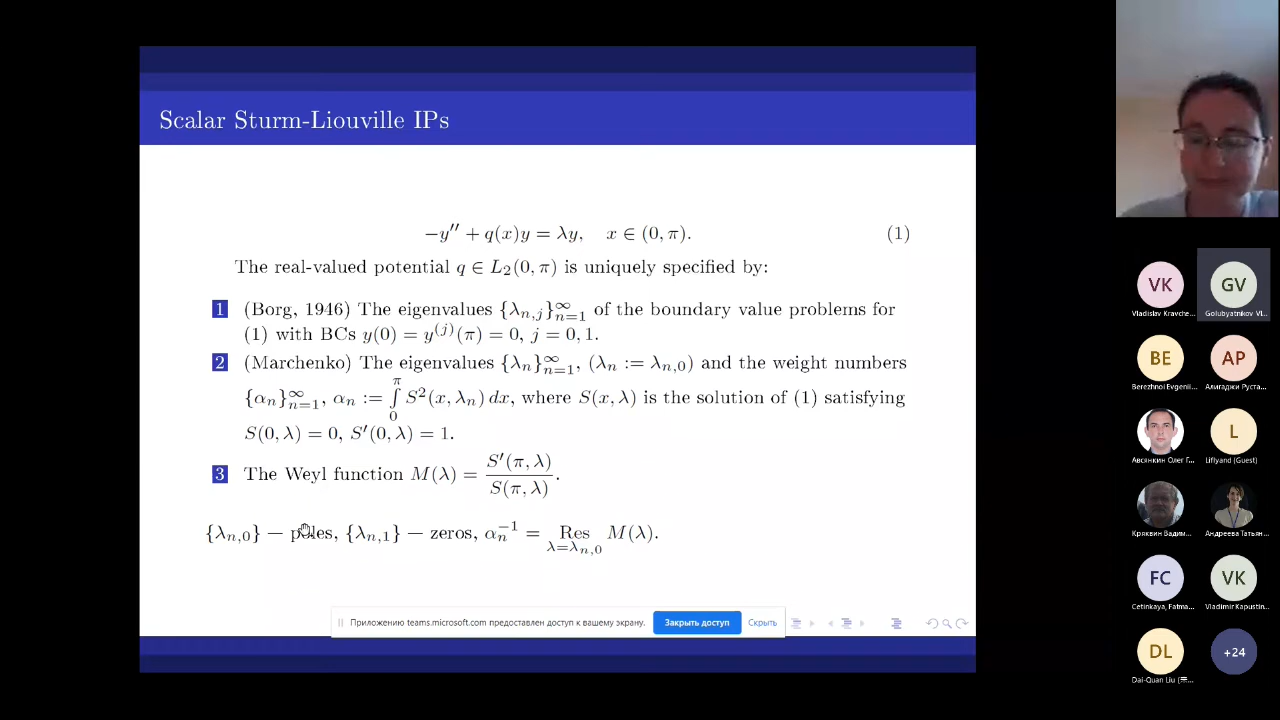 Scalar Sturm-Liouville IPs
−y″ + q(x)y = λy, x ∈ (0, π). (1)
The real-valued potential q ∈ L₂(0, π) is uniquely specified by:
1 (Borg, 1946) The eigenvalues {λₙ,ⱼ}ₙ₌₁^∞ of the boundary value problems for
(1) with BCs y(0) = y⁽ʲ⁾(π) = 0, j = 0, 1.
2 (Marchenko) The eigenvalues {λₙ}ₙ₌₁^∞, (λₙ := λₙ,₀) and the weight numbers
{αₙ}ₙ₌₁^∞, αₙ := ∫₀^π S²(x, λₙ) dx, where S(x, λ) is the solution of (1) satisfying
S(0, λ) = 0, S′(0, λ) = 1.
3 The Weyl function M(λ) = S′(π, λ) / S(π, λ).
{λₙ,₀} − poles, {λₙ,₁} − zeros, αₙ⁻¹ = Res_{λ=λₙ,₀} M(λ).
Приложению teams.microsoft.com предоставлен доступ к вашему экрану. Закрыть доступ Скрыть
VK
Vladislav Kravche...
GV
Golubyatnikov Vl...
BE
Berezhnoi Evgenii...
AP
Алигаджи Руста...
Авсянкин Олег Г...
L
Liflyand (Guest)
Кряквин Вадим...
Андреева Татьян...
FC
Cetinkaya, Fatma...
VK
Vladimir Kapustin...
DL
Dai-Quan Liu
+24